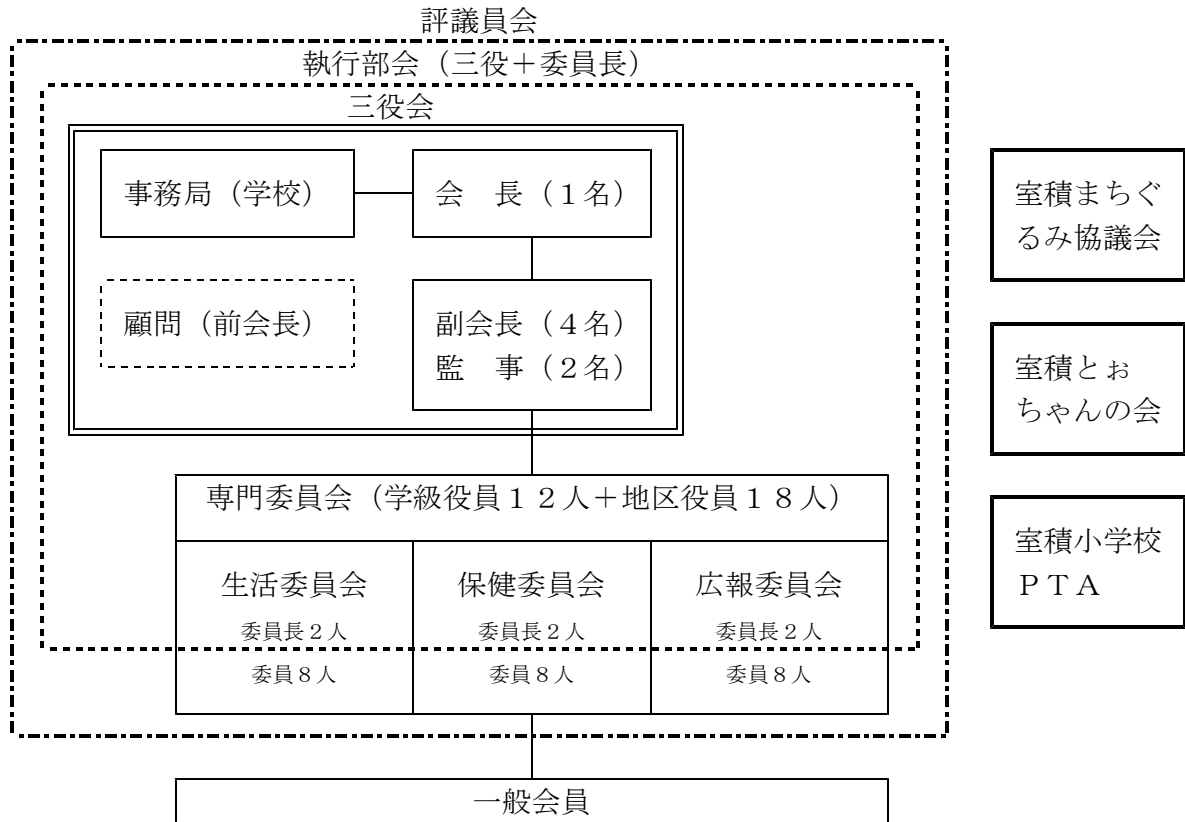 評議員会
執行部会（三役＋委員長）
三役会
事務局（学校）
会　長（１名）
顧問（前会長）
副会長（４名）
監　事（２名）
専門委員会（学級役員１２人＋地区役員１８人）
生活委員会
委員長２人
委員８人
保健委員会
委員長２人
委員８人
広報委員会
委員長２人
委員８人
一般会員
室積まちぐ
るみ協議会
室積とぉ
ちゃんの会
室積小学校
ＰＴＡ